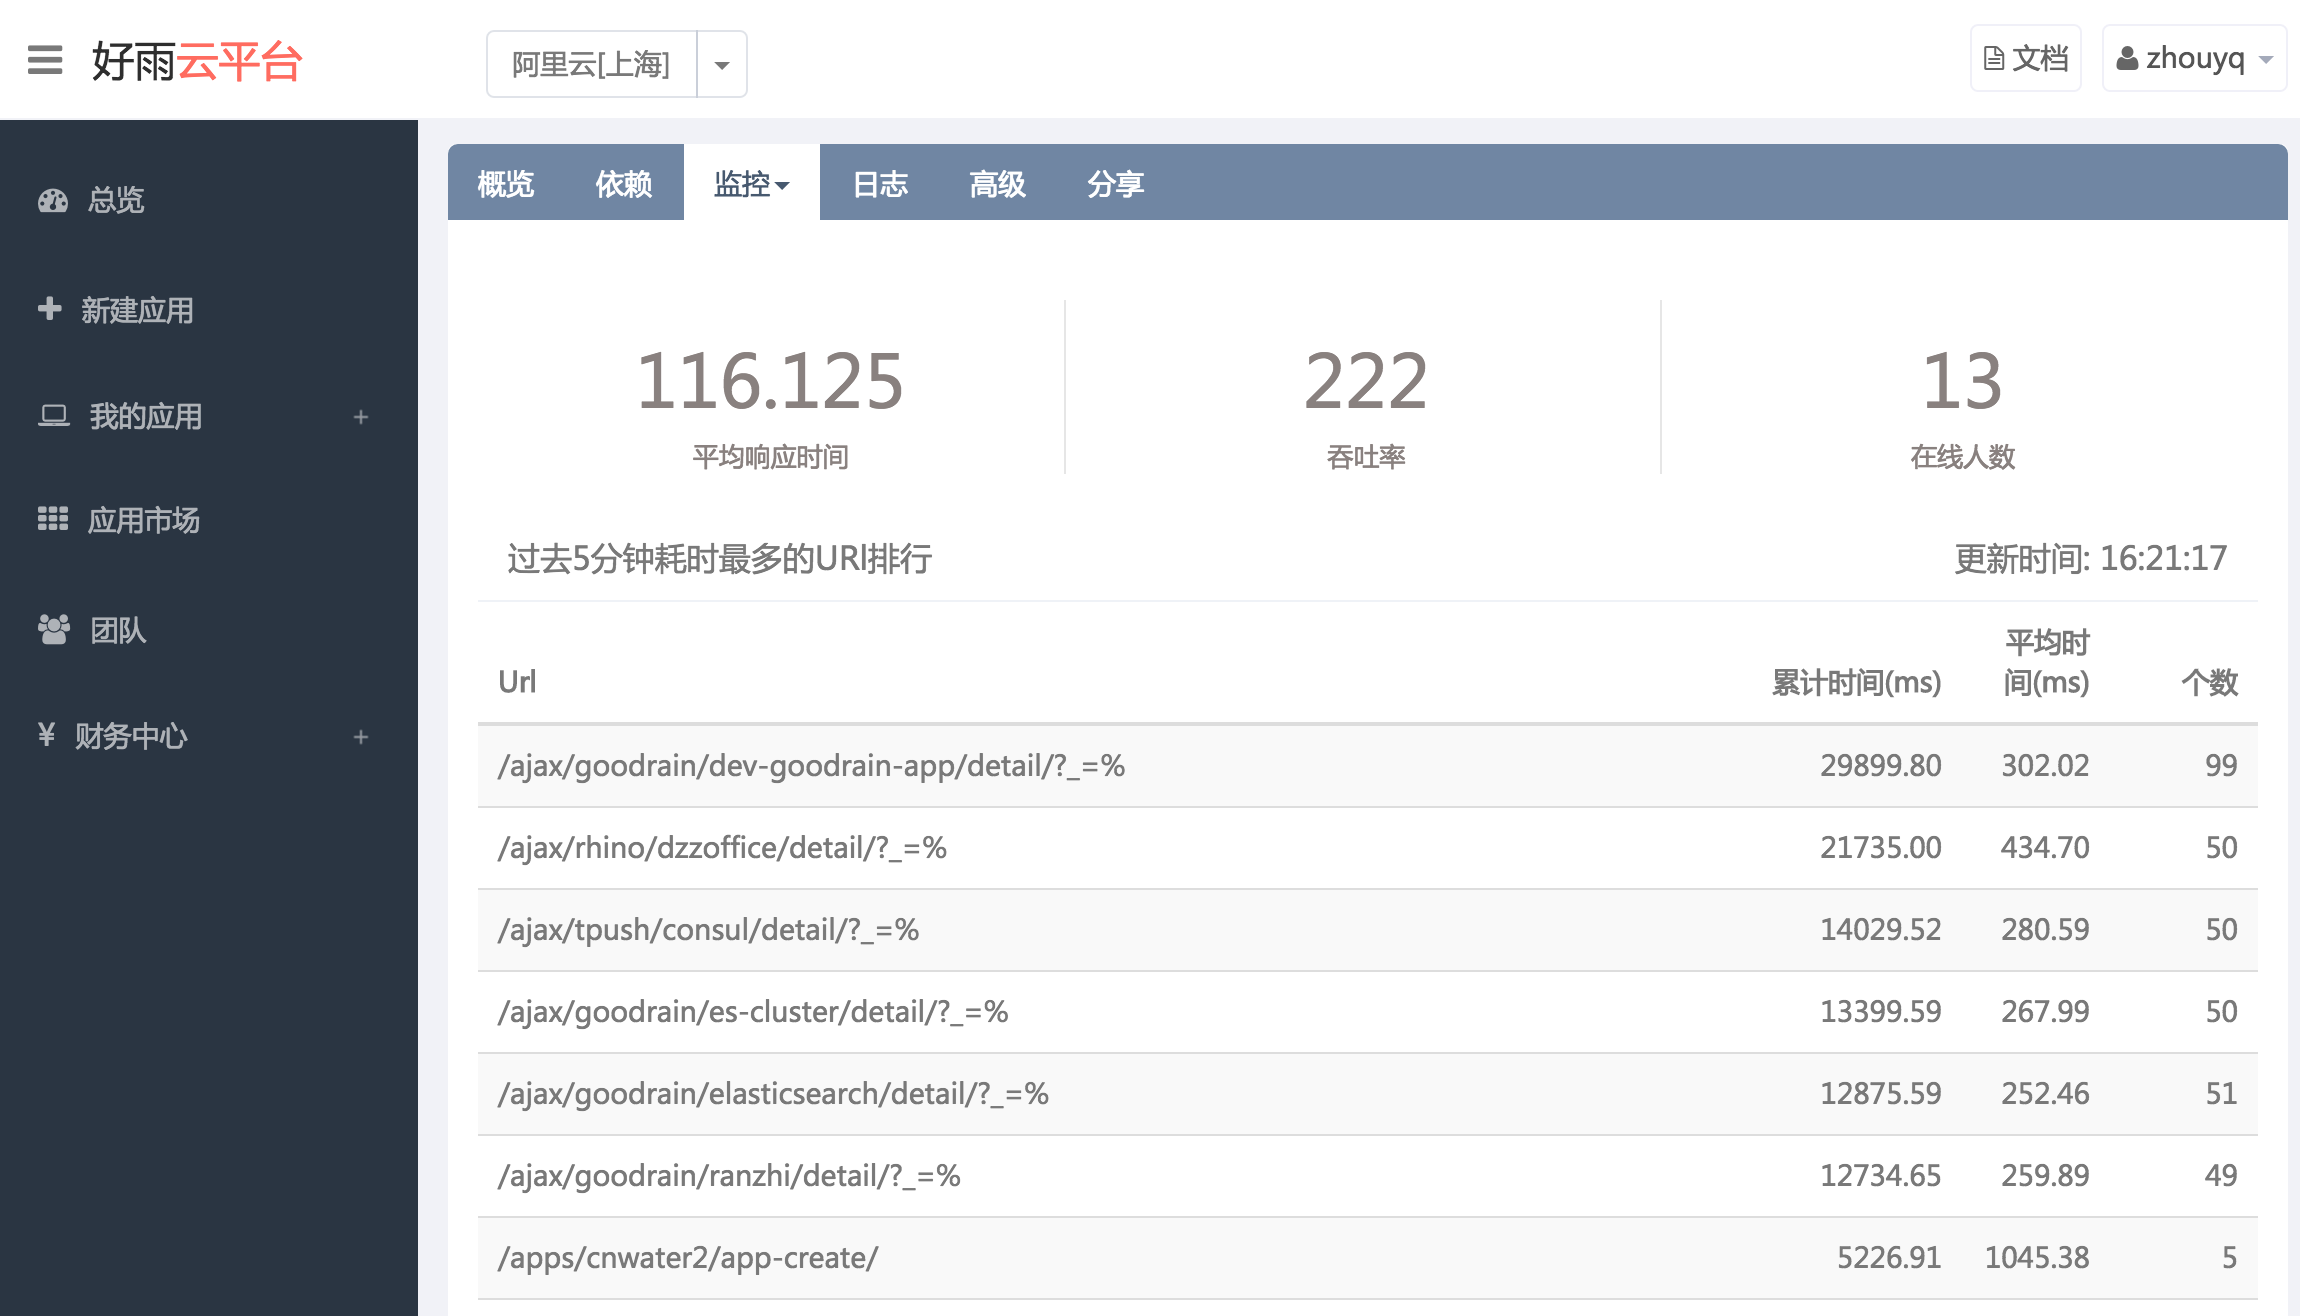 好雨云平台
阿里云[上海]
文档
zhouyq
总览
新建应用
我的应用 +
应用市场
团队
¥ 财务中心 +
概览 依赖 监控 日志 高级 分享
116.125 222 13
平均响应时间 吞吐率 在线人数
过去5分钟耗时最多的URl排行 更新时间: 16:21:17
Url 累计时间(ms) 平均时间(ms) 个数
/ajax/goodrain/dev-goodrain-app/detail/?_=% 29899.80 302.02 99
/ajax/rhino/dzzoffice/detail/?_=% 21735.00 434.70 50
/ajax/tpush/consul/detail/?_=% 14029.52 280.59 50
/ajax/goodrain/es-cluster/detail/?_=% 13399.59 267.99 50
/ajax/goodrain/elasticsearch/detail/?_=% 12875.59 252.46 51
/ajax/goodrain/ranzhi/detail/?_=% 12734.65 259.89 49
/apps/cnwater2/app-create/ 5226.91 1045.38 5